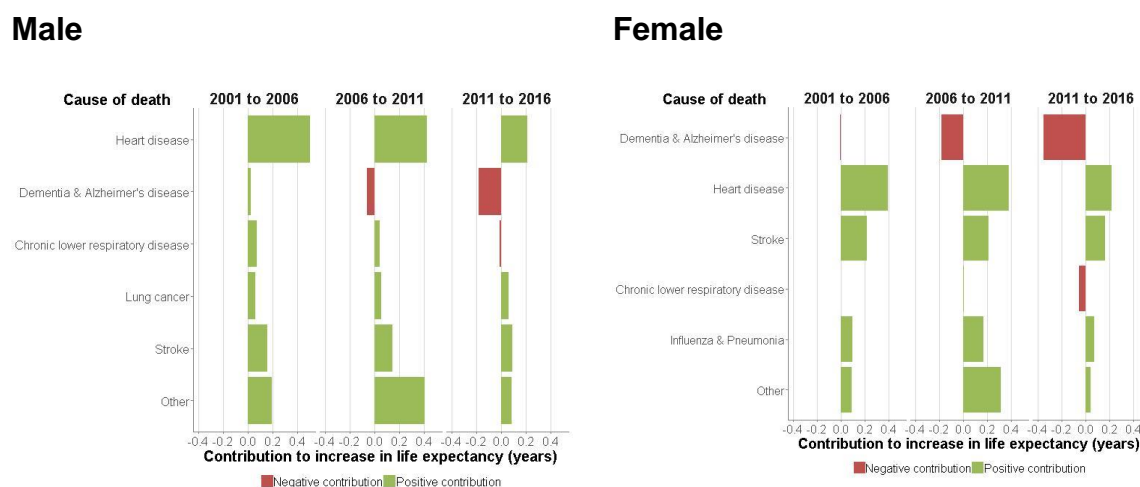 Male
Cause of death 2001 to 2006 2006 to 2011 2011 to 2016
Heart disease
Dementia & Alzheimer's disease
Chronic lower respiratory disease
Lung cancer
Stroke
Other
-0.4 -0.2 0.0 0.2 0.4 -0.4 -0.2 0.0 0.2 0.4 -0.4 -0.2 0.0 0.2 0.4
Contribution to increase in life expectancy (years)
Negative contribution Positive contribution
Female
Cause of death 2001 to 2006 2006 to 2011 2011 to 2016
Dementia & Alzheimer's disease
Heart disease
Stroke
Chronic lower respiratory disease
Influenza & Pneumonia
Other
-0.4 -0.2 0.0 0.2 0.4 -0.4 -0.2 0.0 0.2 0.4 -0.4 -0.2 0.0 0.2 0.4
Contribution to increase in life expectancy (years)
Negative contribution Positive contribution